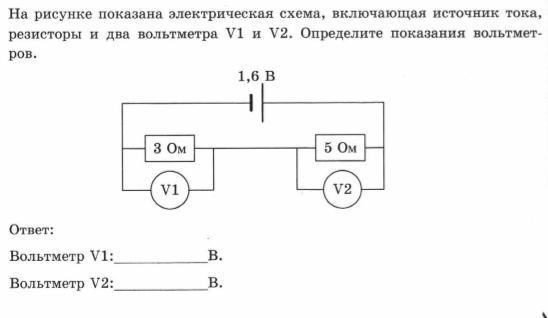 На рисунке показана электрическая схема, включающая источник тока,
резисторы и два вольтметра V1 и V2. Определите показания вольтмет-
ров.
1,6 В
3 Ом
5 Ом
V1
V2
Ответ:
Вольтметр V1:____________В.
Вольтметр V2:____________В.